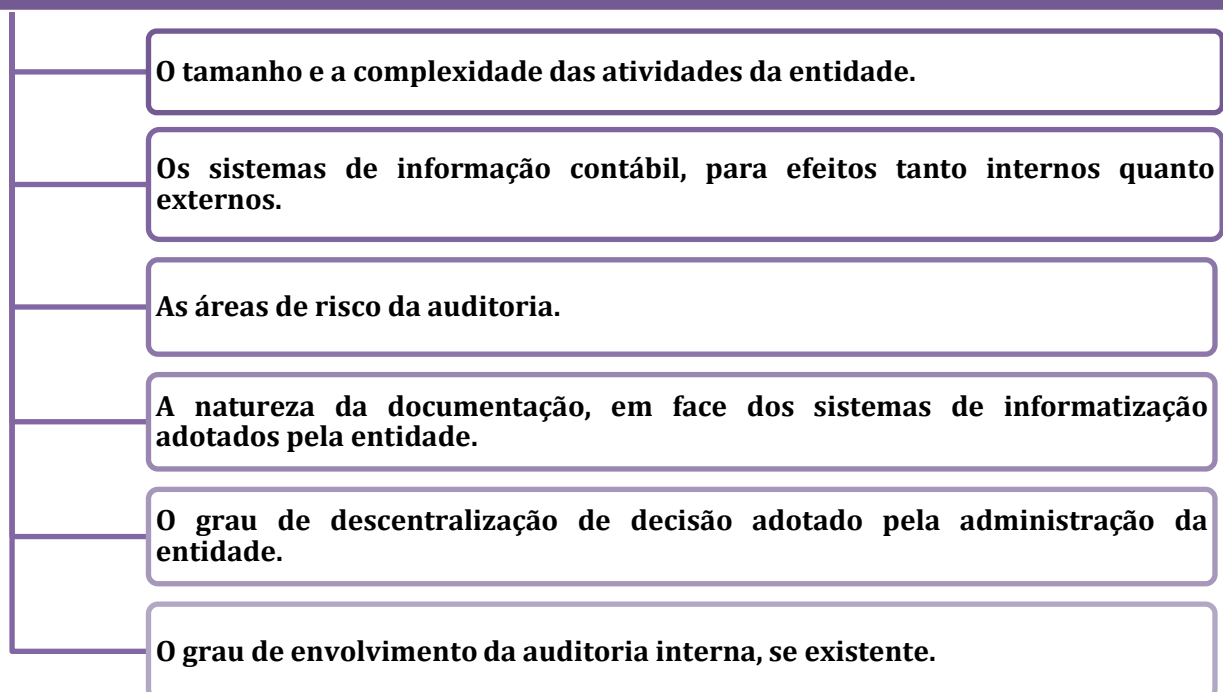 O tamanho e a complexidade das atividades da entidade.
Os sistemas de informação contábil, para efeitos tanto internos quanto
externos.
As áreas de risco da auditoria.
A natureza da documentação, em face dos sistemas de informatização
adotados pela entidade.
O grau de descentralização de decisão adotado pela administração da
entidade.
O grau de envolvimento da auditoria interna, se existente.